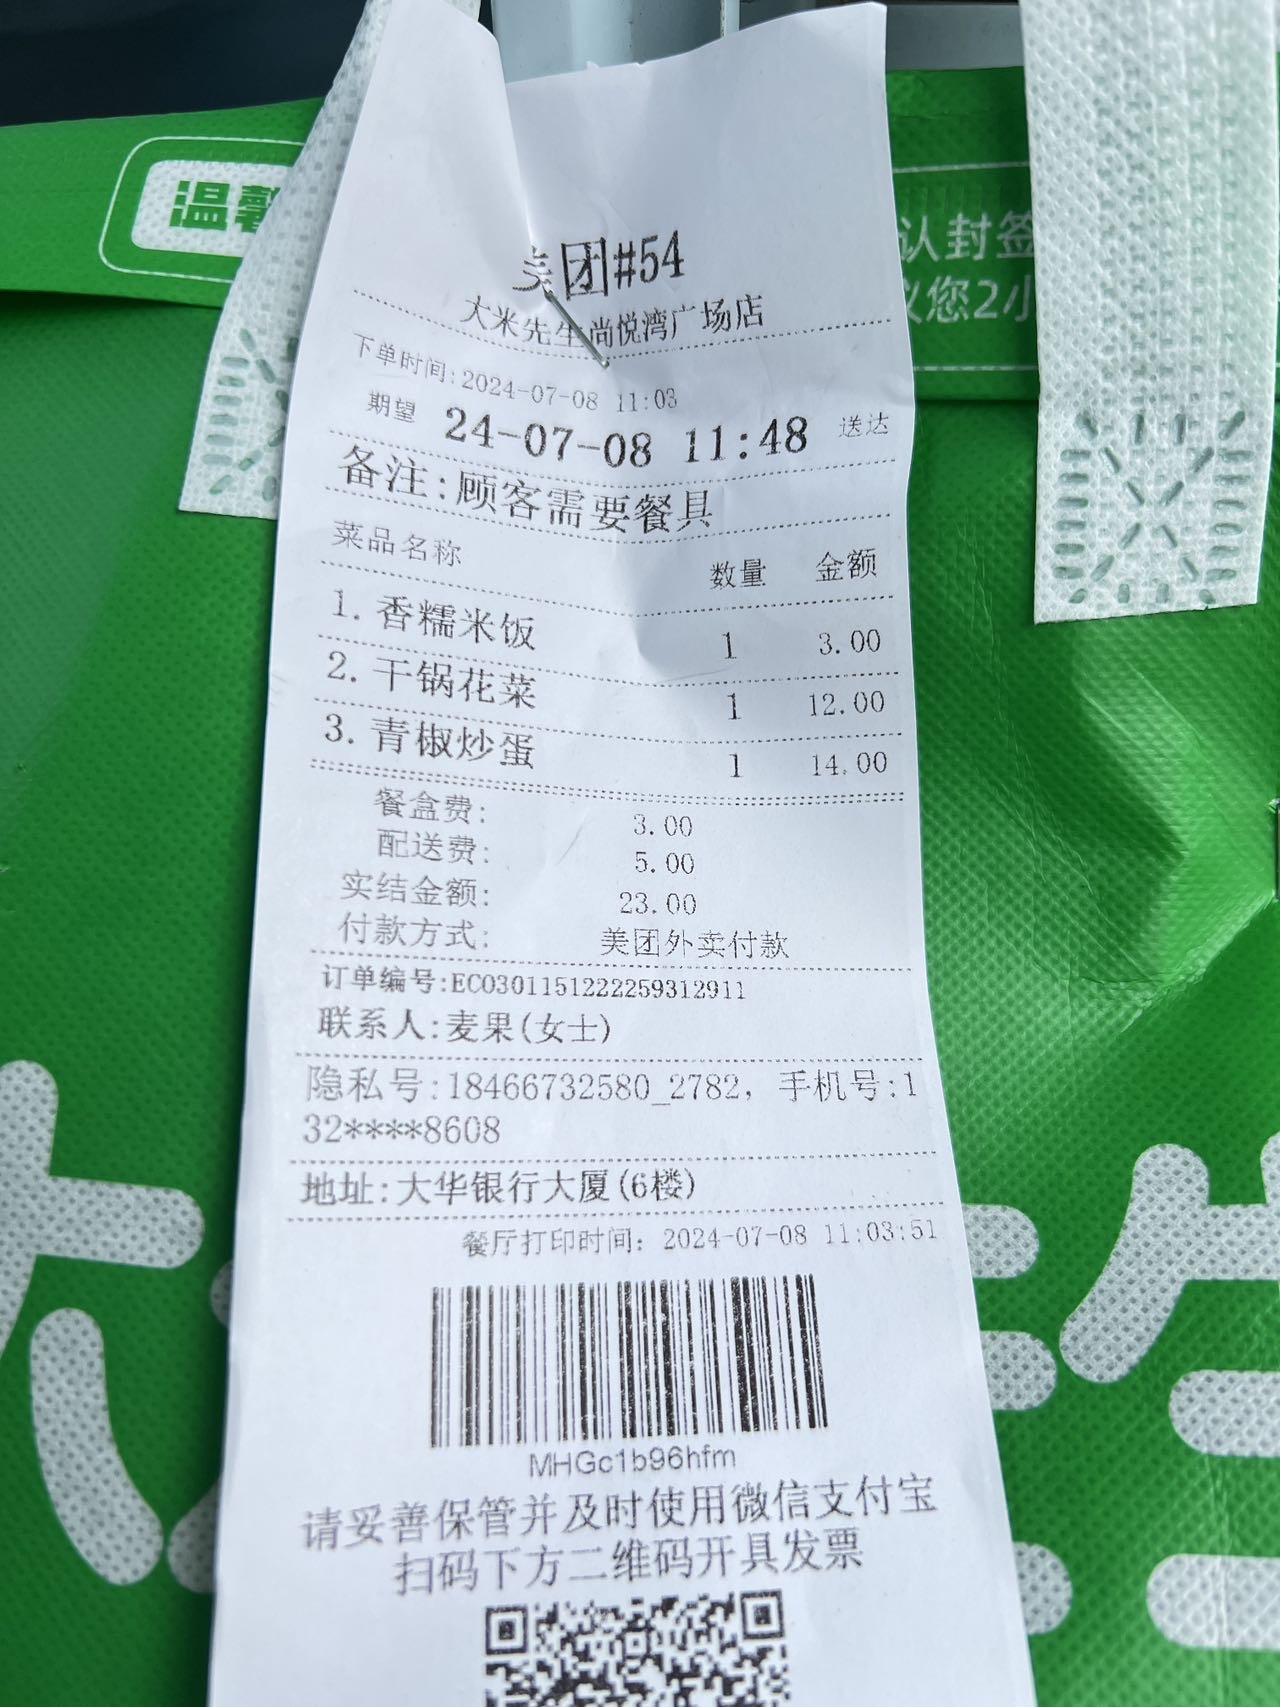 温馨
认封签
议您2小
美团#54
大米先生尚悦湾广场店
下单时间:2024-07-08 11:03
期望 24-07-08 11:48 送达
备注:顾客需要餐具
菜品名称 数量 金额
1. 香糯米饭 1 3.00
2. 干锅花菜 1 12.00
3. 青椒炒蛋 1 14.00
餐盒费: 3.00
配送费: 5.00
实结金额: 23.00
付款方式: 美团外卖付款
订单编号:EC0301151222259312911
联系人:麦果(女士)
隐私号:18466732580_2782, 手机号:1
32****8608
地址:大华银行大厦(6楼)
餐厅打印时间: 2024-07-08 11:03:51
MHGc1b96hfm
请妥善保管并及时使用微信支付宝
扫码下方二维码开具发票